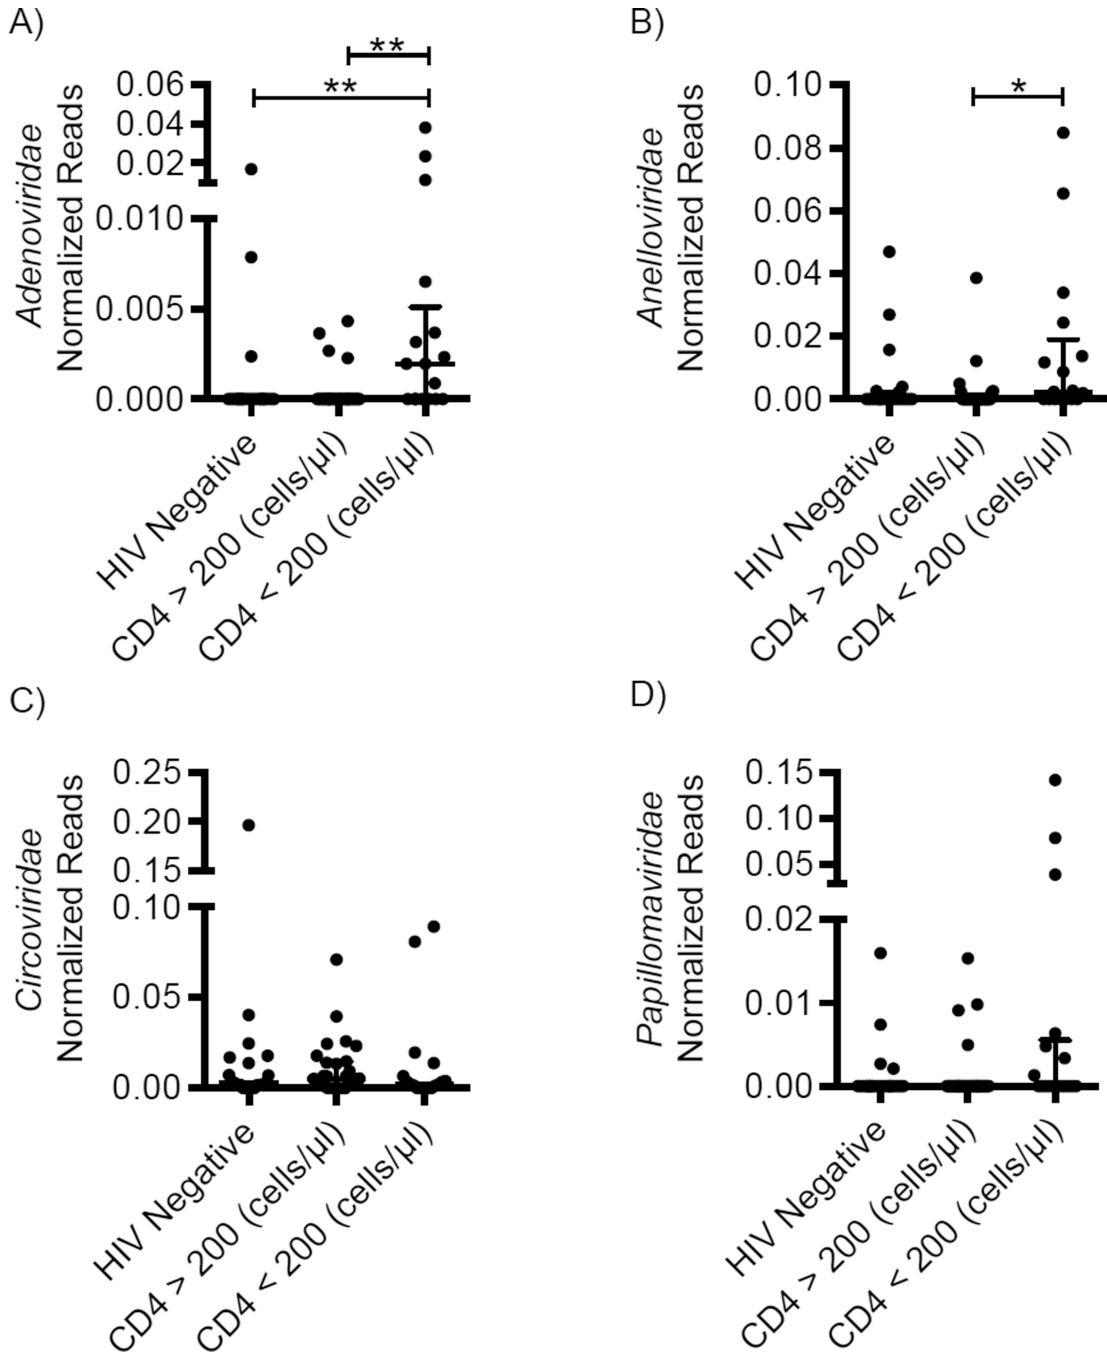 A)
**
**
Adenoviridae
Normalized Reads
0.06
0.04
0.02
0.010
0.005
0.000
HIV Negative
CD4 > 200 (cells/µl)
CD4 < 200 (cells/µl)
B)
*
Anelloviridae
Normalized Reads
0.10
0.08
0.06
0.04
0.02
0.00
HIV Negative
CD4 > 200 (cells/µl)
CD4 < 200 (cells/µl)
C)
Circoviridae
Normalized Reads
0.25
0.20
0.15
0.10
0.05
0.00
HIV Negative
CD4 > 200 (cells/µl)
CD4 < 200 (cells/µl)
D)
Papillomaviridae
Normalized Reads
0.15
0.10
0.05
0.02
0.01
0.00
HIV Negative
CD4 > 200 (cells/µl)
CD4 < 200 (cells/µl)